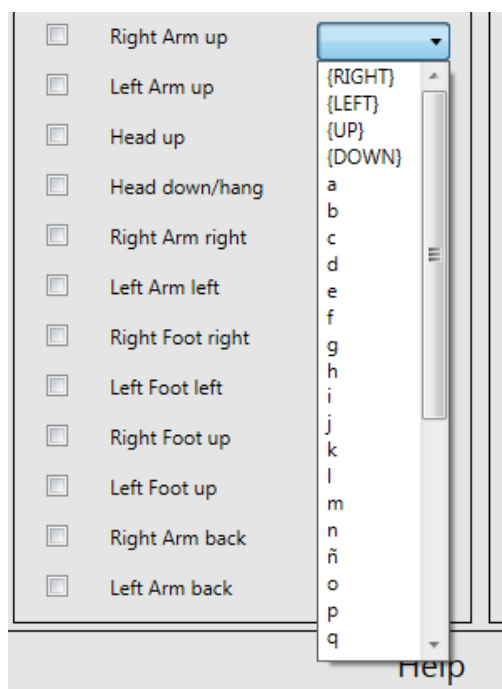 Right Arm up
Left Arm up
Head up
Head down/hang
Right Arm right
Left Arm left
Right Foot right
Left Foot left
Right Foot up
Left Foot up
Right Arm back
Left Arm back
{RIGHT}
{LEFT}
{UP}
{DOWN}
a
b
c
d
e
f
g
h
i
j
k
l
m
n
ñ
o
p
q
Help